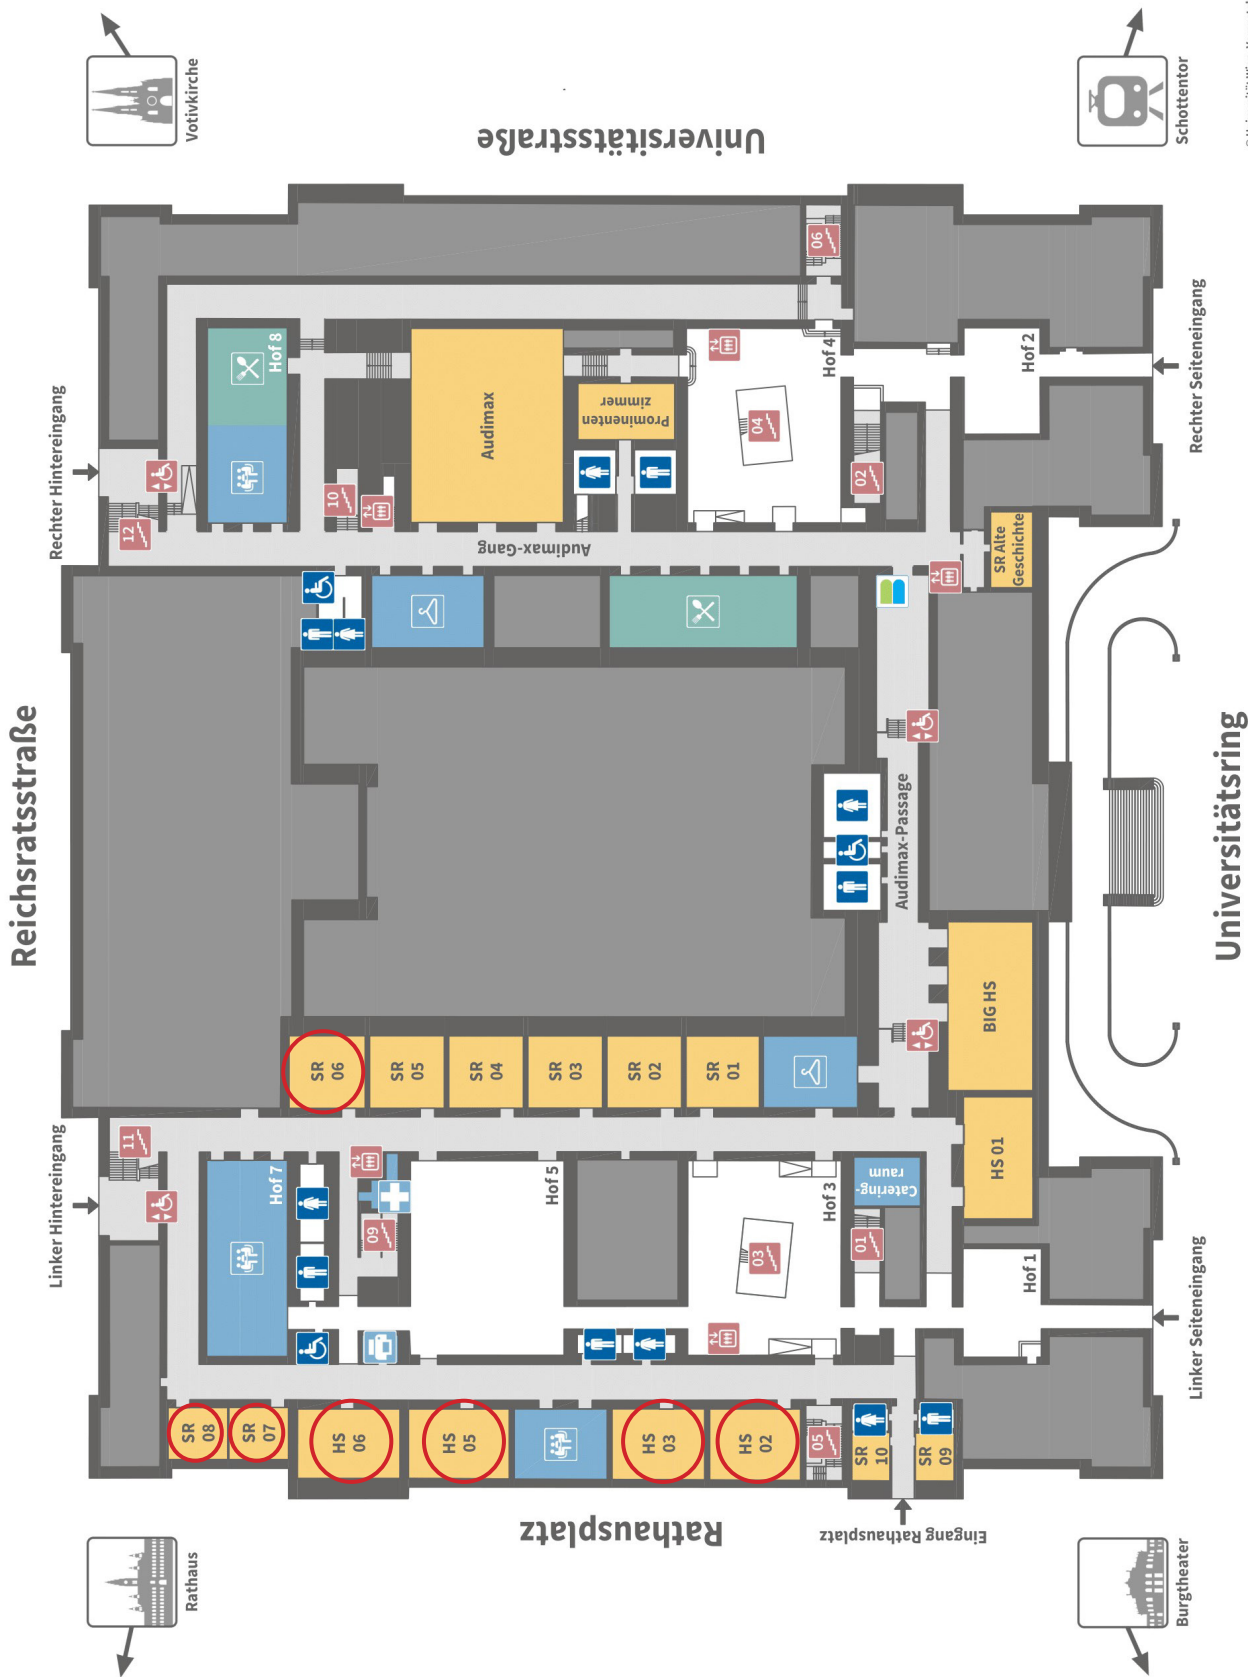 Votivkirche
Universitätsstraße
Schottentor
Rechter Hintereingang
Rechter Seiteneingang
Hof 8
Hof 4
Hof 2
06
12
10
04
02
Audimax
Prominenten
zimmer
Audimax-Gang
SR Alte
Geschichte
Reichsratsstraße
Audimax-Passage
Universitätsring
BIG HS
HS 01
SR
06
SR
05
SR
04
SR
03
SR
02
SR
01
Linker Hintereingang
11
Hof 7
09
Hof 5
Hof 3
03
Catering-
raum
01
Hof 1
Linker Seiteneingang
SR
08
SR
07
HS
06
HS
05
HS
03
HS
02
05
SR
10
SR
09
Rathausplatz
Eingang Rathausplatz
Rathaus
Burgtheater